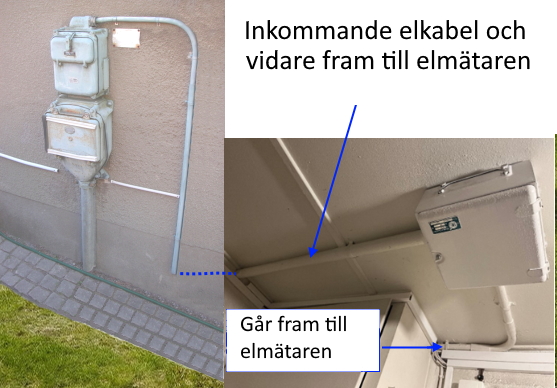 Inkommande elkabel och
vidare fram till elmätaren
Går fram till
elmätaren